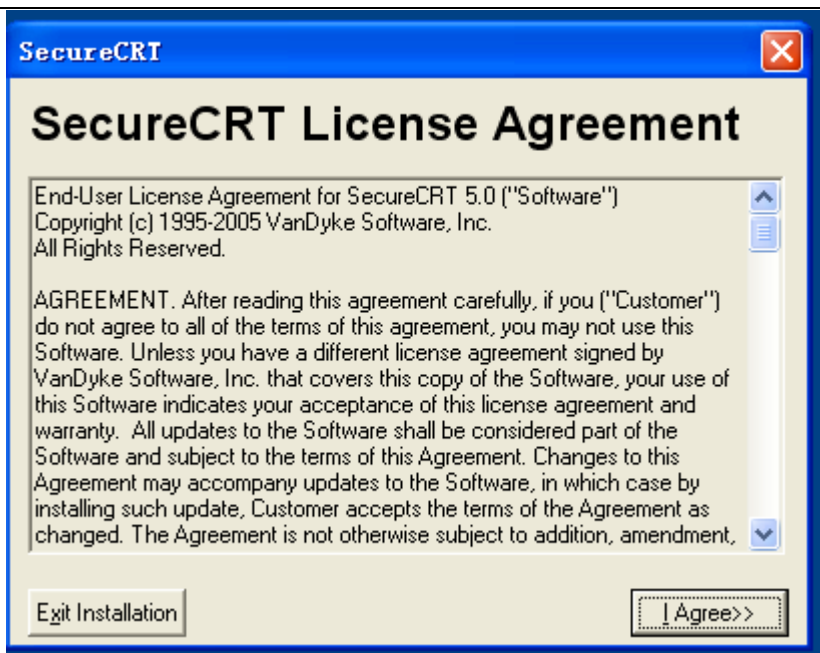 SecureCRT
SecureCRT License Agreement
End-User License Agreement for SecureCRT 5.0 ("Software")
Copyright (c) 1995-2005 VanDyke Software, Inc.
All Rights Reserved.
AGREEMENT. After reading this agreement carefully, if you ("Customer")
do not agree to all of the terms of this agreement, you may not use this
Software. Unless you have a different license agreement signed by
VanDyke Software, Inc. that covers this copy of the Software, your use of
this Software indicates your acceptance of this license agreement and
warranty.  All updates to the Software shall be considered part of the
Software and subject to the terms of this Agreement. Changes to this
Agreement may accompany updates to the Software, in which case by
installing such update, Customer accepts the terms of the Agreement as
changed. The Agreement is not otherwise subject to addition, amendment,
Exit Installation
I Agree>>